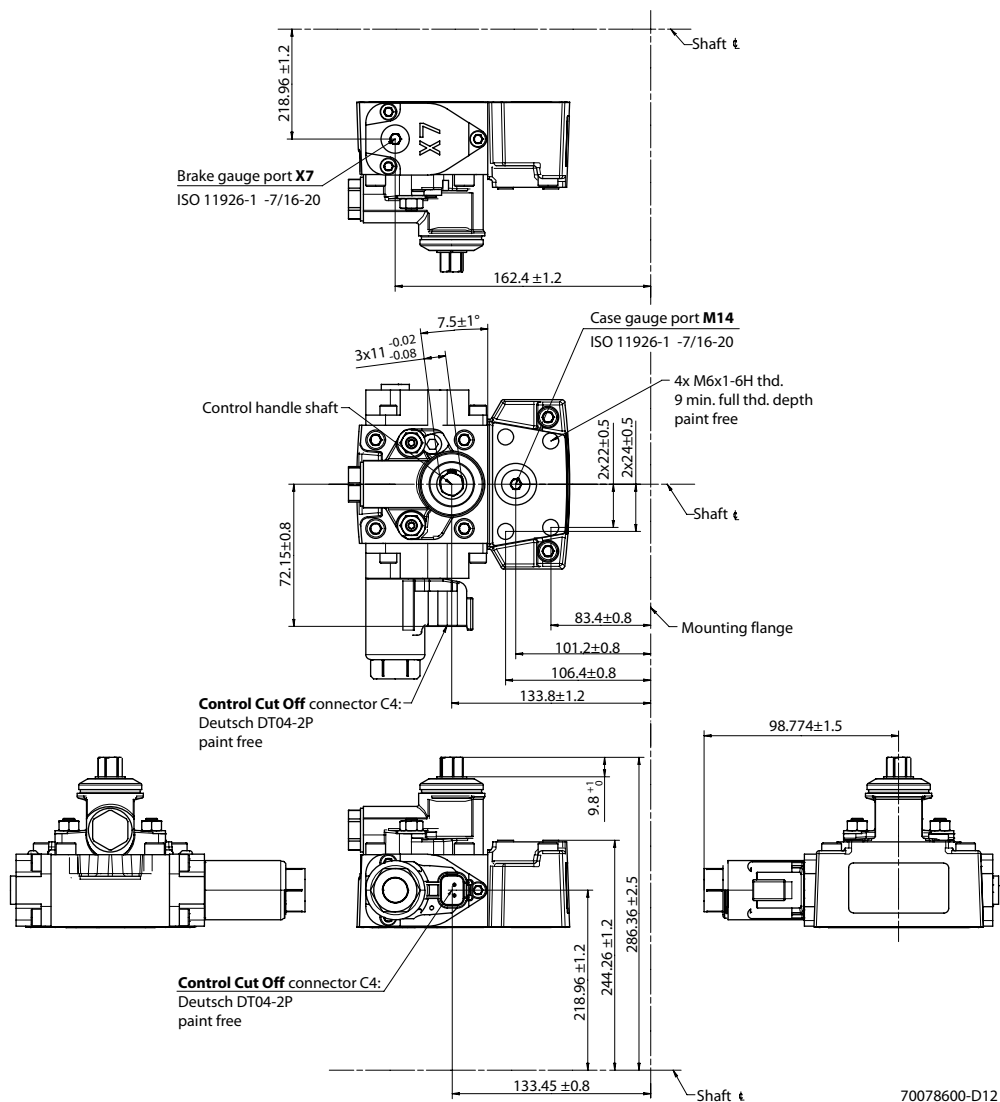 Shaft ℄
218.96 ±1.2
X7
Brake gauge port X7
ISO 11926-1 -7/16-20
162.4 ±1.2
7.5±1°
Case gauge port M14
ISO 11926-1 -7/16-20
3x11 -0.02 -0.08
4x M6x1-6H thd.
9 min. full thd. depth
paint free
Control handle shaft
2x22±0.5
2x24±0.5
Shaft ℄
72.15±0.8
83.4±0.8
Mounting flange
101.2±0.8
106.4±0.8
133.8±1.2
Control Cut Off connector C4:
Deutsch DT04-2P
paint free
98.774±1.5
9.8 +1 0
218.96 ±1.2
244.26 ±1.2
286.36 ±2.5
Control Cut Off connector C4:
Deutsch DT04-2P
paint free
133.45 ±0.8
Shaft ℄
70078600-D12